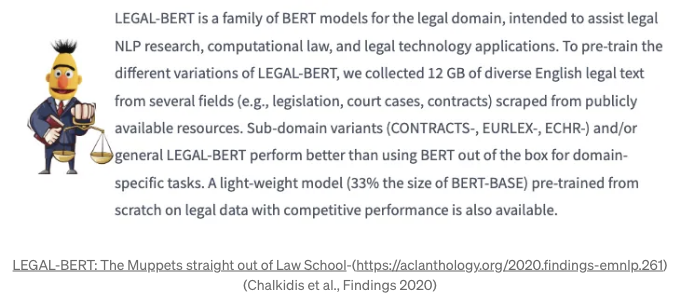 LEGAL-BERT is a family of BERT models for the legal domain, intended to assist legal
NLP research, computational law, and legal technology applications. To pre-train the
different variations of LEGAL-BERT, we collected 12 GB of diverse English legal text
from several fields (e.g., legislation, court cases, contracts) scraped from publicly
available resources. Sub-domain variants (CONTRACTS-, EURLEX-, ECHR-) and/or
general LEGAL-BERT perform better than using BERT out of the box for domain-
specific tasks. A light-weight model (33% the size of BERT-BASE) pre-trained from
scratch on legal data with competitive performance is also available.
LEGAL-BERT: The Muppets straight out of Law School-(https://aclanthology.org/2020.findings-emnlp.261)
(Chalkidis et al., Findings 2020)